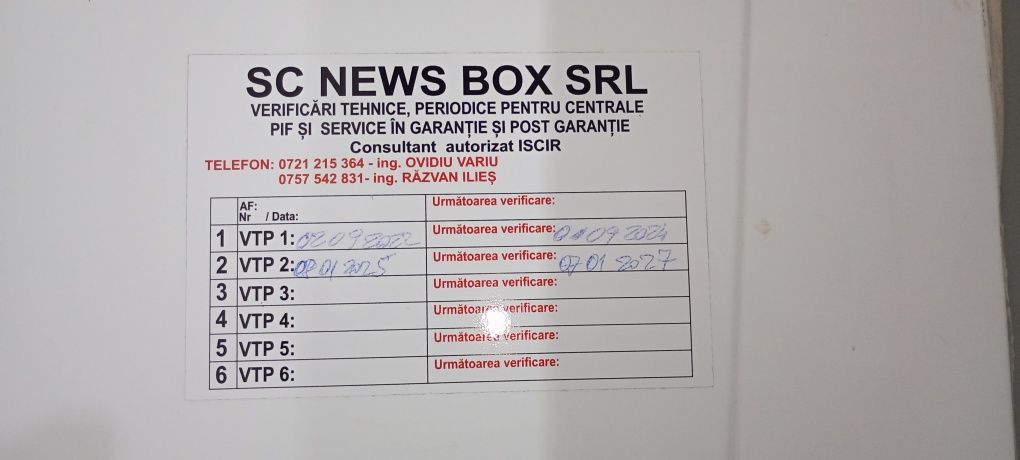 SC NEWS BOX SRL
VERIFICĂRI TEHNICE, PERIODICE PENTRU CENTRALE
PIF ȘI SERVICE ÎN GARANȚIE ȘI POST GARANȚIE
Consultant autorizat ISCIR
TELEFON: 0721 215 364 - ing. OVIDIU VARIU
0757 542 831- ing. RĂZVAN ILIEȘ
AF: Următoarea verificare:
Nr / Data:
1 VTP 1: 02 09 2022 Următoarea verificare: 01 09 2024
2 VTP 2: 08 01 2025 Următoarea verificare: 07 01 2027
3 VTP 3: Următoarea verificare:
4 VTP 4: Următoarea verificare:
5 VTP 5: Următoarea verificare:
6 VTP 6: Următoarea verificare: